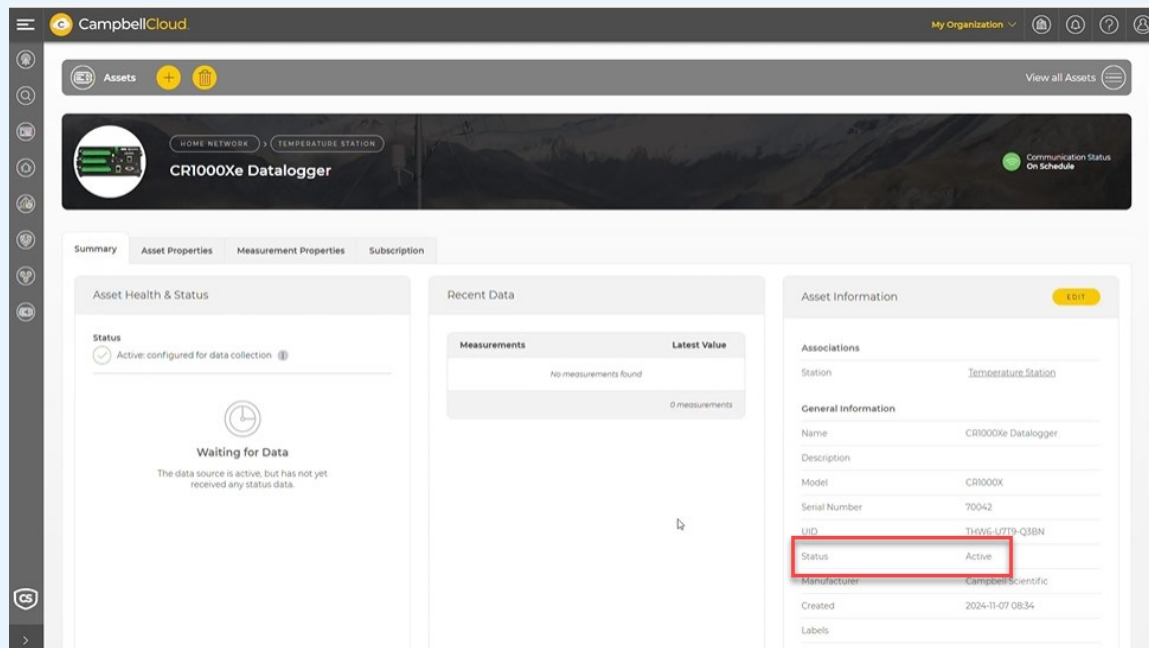 CampbellCloud.
My Organization
Assets
View all Assets
HOME NETWORK > TEMPERATURE STATION
CR1000Xe Datalogger
Communication Status
On Schedule
Summary
Asset Properties
Measurement Properties
Subscription
Asset Health & Status
Status
Active: configured for data collection
Waiting for Data
The data source is active, but has not yet
received any status data.
Recent Data
Measurements Latest Value
No measurements found
0 measurements
Asset Information
EDIT
Associations
Station Temperature Station
General Information
Name CR1000Xe Datalogger
Description
Model CR1000X
Serial Number 70042
UID THW6-U7T9-Q3BN
Status Active
Manufacturer Campbell Scientific
Created 2024-11-07 08:34
Labels
CS